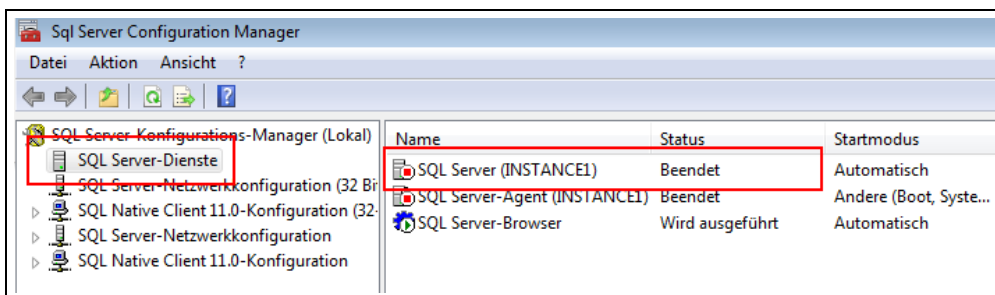 Sql Server Configuration Manager
Datei Aktion Ansicht ?
SQL Server-Konfigurations-Manager (Lokal)
SQL Server-Dienste
SQL Server-Netzwerkkonfiguration (32 Bi
SQL Native Client 11.0-Konfiguration (32-
SQL Server-Netzwerkkonfiguration
SQL Native Client 11.0-Konfiguration
Name Status Startmodus
SQL Server (INSTANCE1) Beendet Automatisch
SQL Server-Agent (INSTANCE1) Beendet Andere (Boot, Syste...
SQL Server-Browser Wird ausgeführt Automatisch